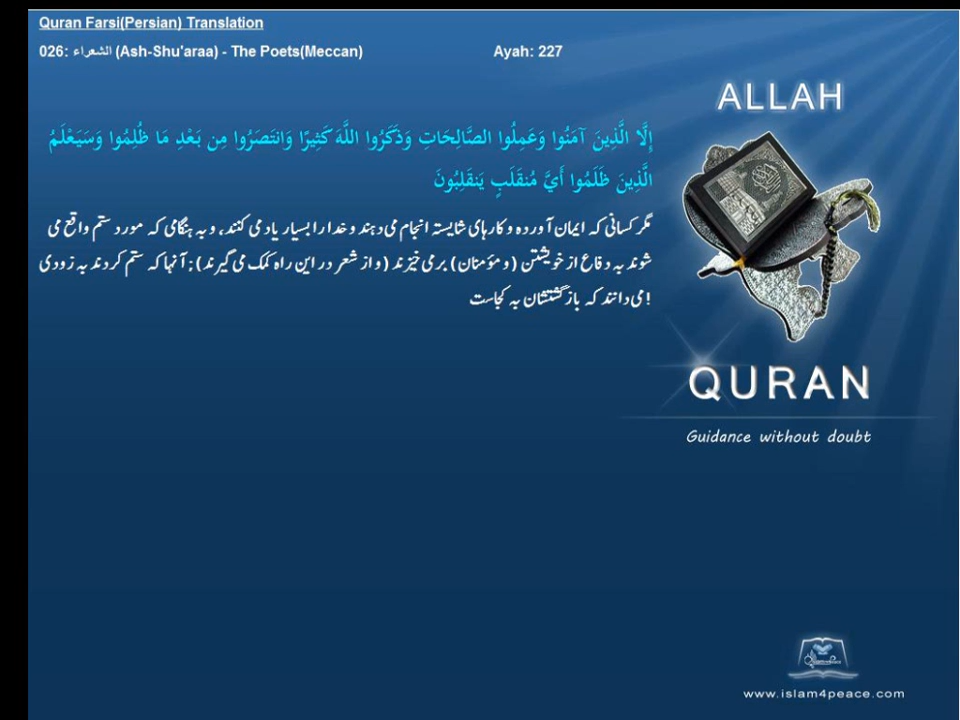 Quran Farsi(Persian) Translation
026: الشعراء (Ash-Shu'araa) - The Poets(Meccan) Ayah: 227
ALLAH
إِلَّا الَّذِينَ آمَنُوا وَعَمِلُوا الصَّالِحَاتِ وَذَكَرُوا اللَّهَ كَثِيرًا وَانتَصَرُوا مِن بَعْدِ مَا ظُلِمُوا وَسَيَعْلَمُ
الَّذِينَ ظَلَمُوا أَيَّ مُنقَلَبٍ يَنقَلِبُونَ
مگر کسانی که ایمان آورده و کارهای شایسته انجام می‌دهند و خدا را بسیار یاد می کنند، و به هنگامی که مورد ستم واقع می
شوند به دفاع از خویشتن (و مؤمنان) برمی‌خیزند (و از شعر در این راه کمک می گیرند)؛ آنها که ستم کردند به زودی
می‌دانند که بازگشتشان به کجاست!
QURAN
Guidance without doubt
www.islam4peace.com